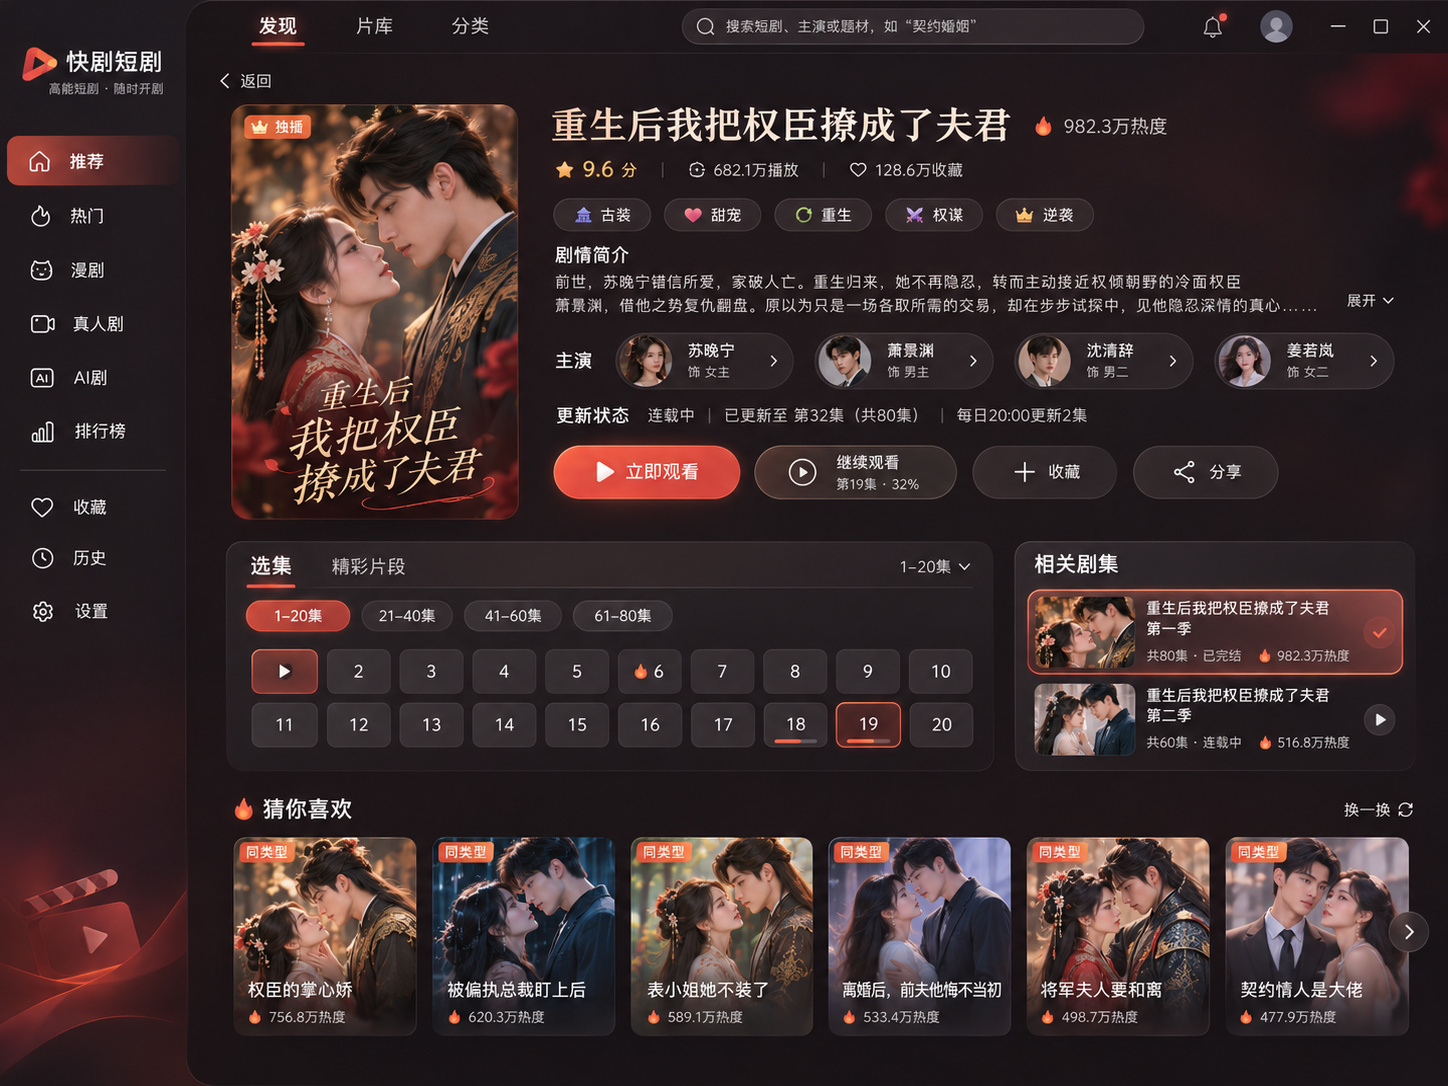 快剧短剧
高能短剧 · 随时开剧
推荐
热门
漫剧
真人剧
AI
AI剧
排行榜
收藏
历史
设置
发现
片库
分类
搜索短剧、主演或题材，如“契约婚姻”
返回
独播
重生后
我把权臣
撩成了夫君
重生后我把权臣撩成了夫君
982.3万热度
9.6 分
682.1万播放
128.6万收藏
古装
甜宠
重生
权谋
逆袭
剧情简介
前世，苏晚宁错信所爱，家破人亡。重生归来，她不再隐忍，转而主动接近权倾朝野的冷面权臣
萧景渊，借他之势复仇翻盘。原以为只是一场各取所需的交易，却在步步试探中，见他隐忍深情的真心……
展开
主演
苏晚宁
饰 女主
萧景渊
饰 男主
沈清辞
饰 男二
姜若岚
饰 女二
更新状态 连载中 | 已更新至 第32集（共80集） | 每日20:00更新2集
立即观看
继续观看
第19集 · 32%
收藏
分享
选集
精彩片段
1-20集
1-20集
21-40集
41-60集
61-80集
2
3
4
5
6
7
8
9
10
11
12
13
14
15
16
17
18
19
20
相关剧集
重生后我把权臣撩成了夫君
第一季
共80集 · 已完结
982.3万热度
重生后我把权臣撩成了夫君
第二季
共60集 · 连载中
516.8万热度
猜你喜欢
换一换
同类型
权臣的掌心娇
756.8万热度
同类型
被偏执总裁盯上后
620.3万热度
同类型
表小姐她不装了
589.1万热度
同类型
离婚后，前夫他悔不当初
533.4万热度
同类型
将军夫人要和离
498.7万热度
同类型
契约情人是大佬
477.9万热度